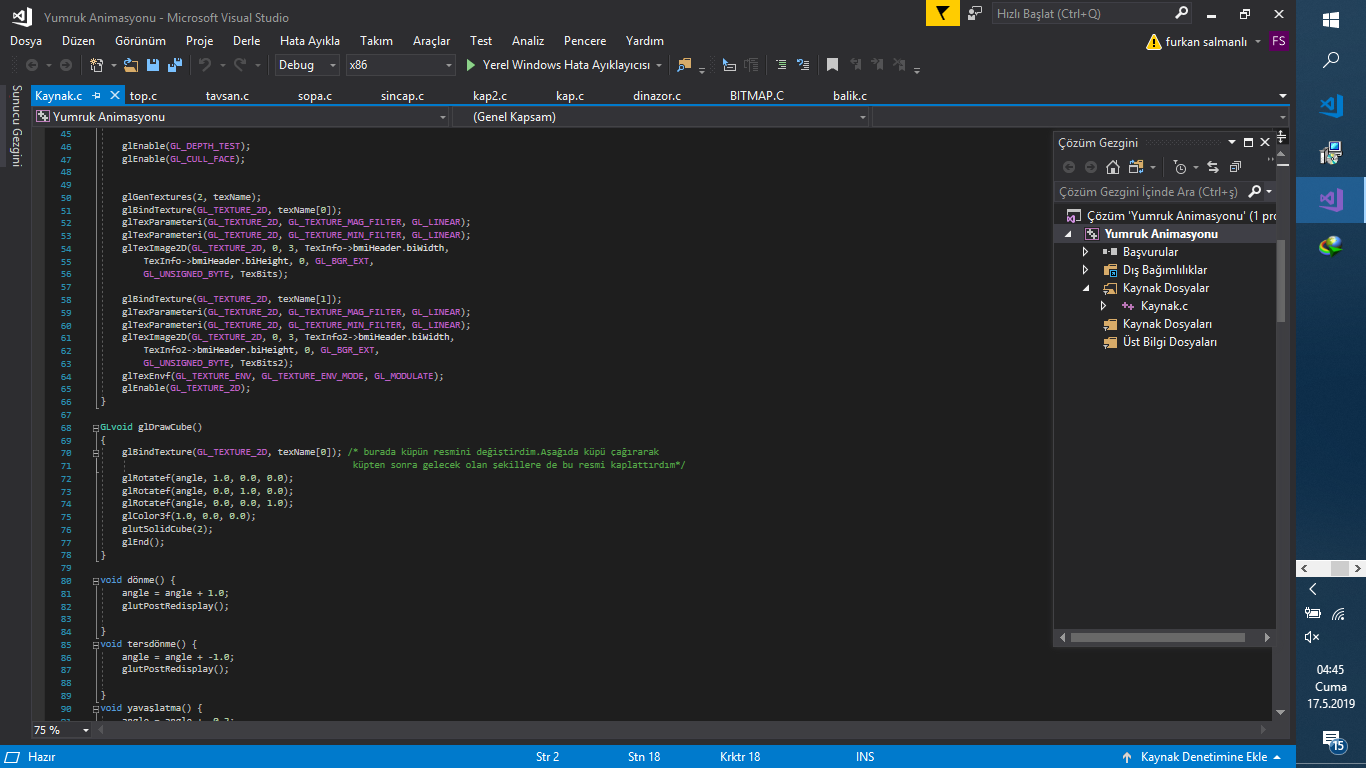 Yumruk Animasyonu - Microsoft Visual Studio
Hızlı Başlat (Ctrl+Q)
Dosya Düzen Görünüm Proje Derle Hata Ayıkla Takım Araçlar Test Analiz Pencere Yardım
furkan salmanlı FS
Debug x86 Yerel Windows Hata Ayıklayıcısı
Sunucu Gezgini
Kaynak.c top.c tavsan.c sopa.c sincap.c kap2.c kap.c dinazor.c BITMAP.C balik.c
Yumruk Animasyonu (Genel Kapsam)
45
46 glEnable(GL_DEPTH_TEST);
47 glEnable(GL_CULL_FACE);
48
49
50 glGenTextures(2, texName);
51 glBindTexture(GL_TEXTURE_2D, texName[0]);
52 glTexParameteri(GL_TEXTURE_2D, GL_TEXTURE_MAG_FILTER, GL_LINEAR);
53 glTexParameteri(GL_TEXTURE_2D, GL_TEXTURE_MIN_FILTER, GL_LINEAR);
54 glTexImage2D(GL_TEXTURE_2D, 0, 3, TexInfo->bmiHeader.biWidth,
55 TexInfo->bmiHeader.biHeight, 0, GL_BGR_EXT,
56 GL_UNSIGNED_BYTE, TexBits);
57
58 glBindTexture(GL_TEXTURE_2D, texName[1]);
59 glTexParameteri(GL_TEXTURE_2D, GL_TEXTURE_MAG_FILTER, GL_LINEAR);
60 glTexParameteri(GL_TEXTURE_2D, GL_TEXTURE_MIN_FILTER, GL_LINEAR);
61 glTexImage2D(GL_TEXTURE_2D, 0, 3, TexInfo2->bmiHeader.biWidth,
62 TexInfo2->bmiHeader.biHeight, 0, GL_BGR_EXT,
63 GL_UNSIGNED_BYTE, TexBits2);
64 glTexEnvf(GL_TEXTURE_ENV, GL_TEXTURE_ENV_MODE, GL_MODULATE);
65 glEnable(GL_TEXTURE_2D);
66 }
67
68 GLvoid glDrawCube()
69 {
70 glBindTexture(GL_TEXTURE_2D, texName[0]); /* burada küpün resmini değiştirdim.Aşağıda küpü çağırarak
71 küpten sonra gelecek olan şekillere de bu resmi kaplattırdım*/
72 glRotatef(angle, 1.0, 0.0, 0.0);
73 glRotatef(angle, 0.0, 1.0, 0.0);
74 glRotatef(angle, 0.0, 0.0, 1.0);
75 glColor3f(1.0, 0.0, 0.0);
76 glutSolidCube(2);
77 glEnd();
78 }
79
80 void dönme() {
81 angle = angle + 1.0;
82 glutPostRedisplay();
83
84 }
85 void tersdönme() {
86 angle = angle + -1.0;
87 glutPostRedisplay();
88
89 }
90 void yavaşlatma() {
Çözüm Gezgini
Çözüm Gezgini İçinde Ara (Ctrl+ş)
Çözüm 'Yumruk Animasyonu' (1 pro
Yumruk Animasyonu
Başvurular
Dış Bağımlılıklar
Kaynak Dosyalar
Kaynak.c
Kaynak Dosyaları
Üst Bilgi Dosyaları
75 %
Hazır Str 2 Stn 18 Krktr 18 INS Kaynak Denetimine Ekle
04:45
Cuma
17.5.2019
15